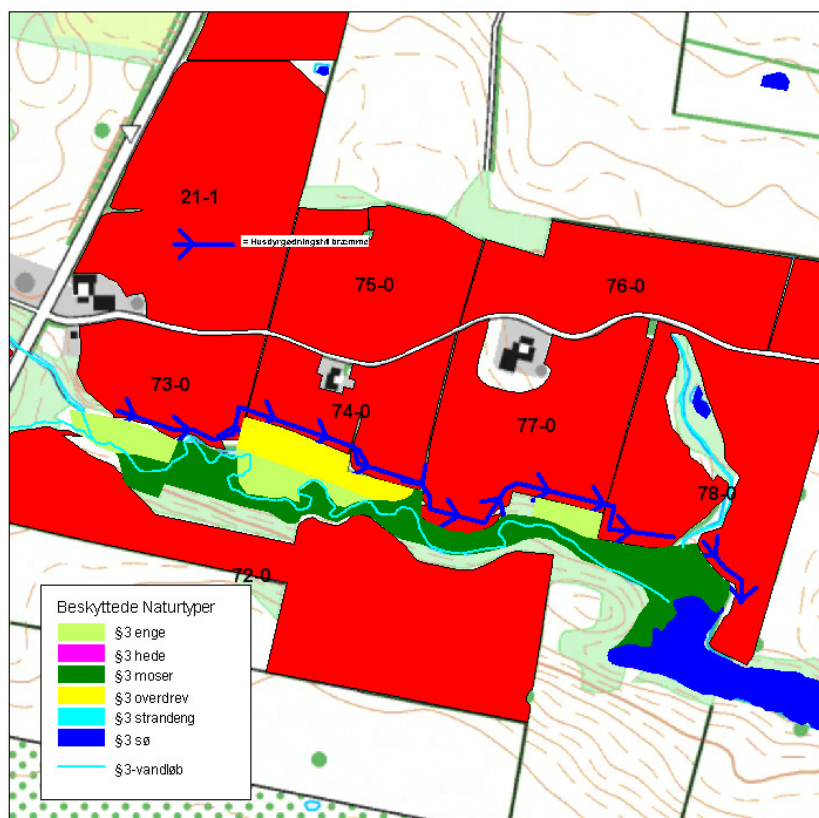 21-1
= Husdyrgødningsfri bræmme
75-0
76-0
73-0
74-0
77-0
78-0
72-0
Beskyttede Naturtyper
§3 enge
§3 hede
§3 moser
§3 overdrev
§3 strandeng
§3 sø
§3-vandløb